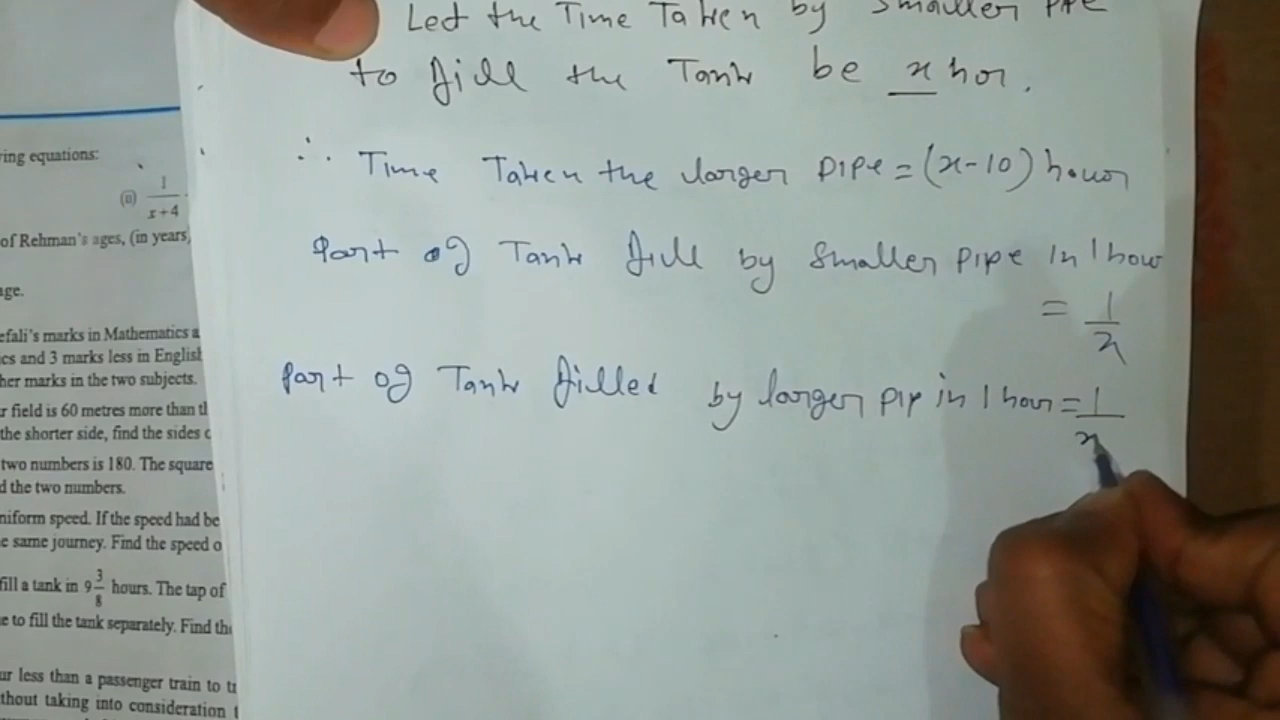 ving equations:
(ii) 1/x+4
of Rehman's ages, (in years
age.
efali's marks in Mathematics a
ics and 3 marks less in English
her marks in the two subjects.
r field is 60 metres more than th
the shorter side, find the sides o
two numbers is 180. The square
d the two numbers.
niform speed. If the speed had be
e same journey. Find the speed o
fill a tank in 9 3/8 hours. The tap of
e to fill the tank separately. Find th
ur less than a passenger train to tr
thout taking into consideration t
Let the Time Taken by Smaller Pipe
to fill the Tank be x hor.
∴ Time Taken the larger pipe = (x-10) hour
Part of Tank fill by Smaller pipe in 1 hour
= 1/x
Part of Tank filled by larger pip in 1 hour = 1/x